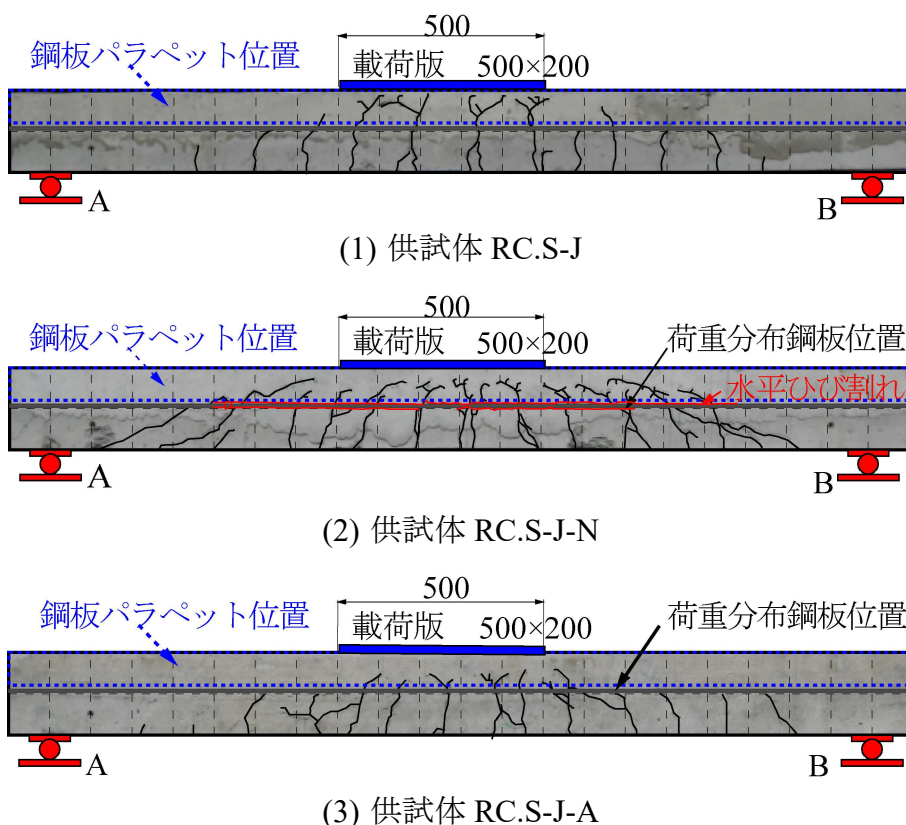 500
鋼板パラペット位置
載荷版 500×200
A
B
(1) 供試体 RC.S-J
500
鋼板パラペット位置
載荷版 500×200
荷重分布鋼板位置
水平ひび割れ
A
B
(2) 供試体 RC.S-J-N
500
鋼板パラペット位置
載荷版 500×200
荷重分布鋼板位置
A
B
(3) 供試体 RC.S-J-A